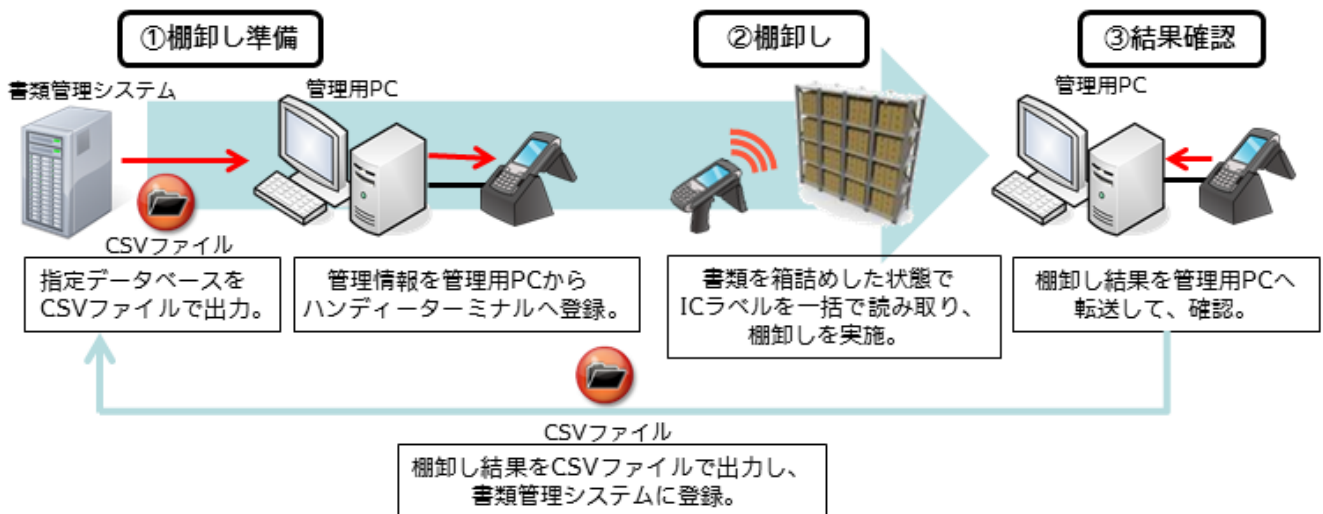 ①棚卸し準備
②棚卸し
③結果確認
書類管理システム
管理用PC
管理用PC
CSVファイル
指定データベースを
CSVファイルで出力。
管理情報を管理用PCから
ハンディーターミナルへ登録。
書類を箱詰めした状態で
ICラベルを一括で読み取り、
棚卸しを実施。
棚卸し結果を管理用PCへ
転送して、確認。
CSVファイル
棚卸し結果をCSVファイルで出力し、
書類管理システムに登録。